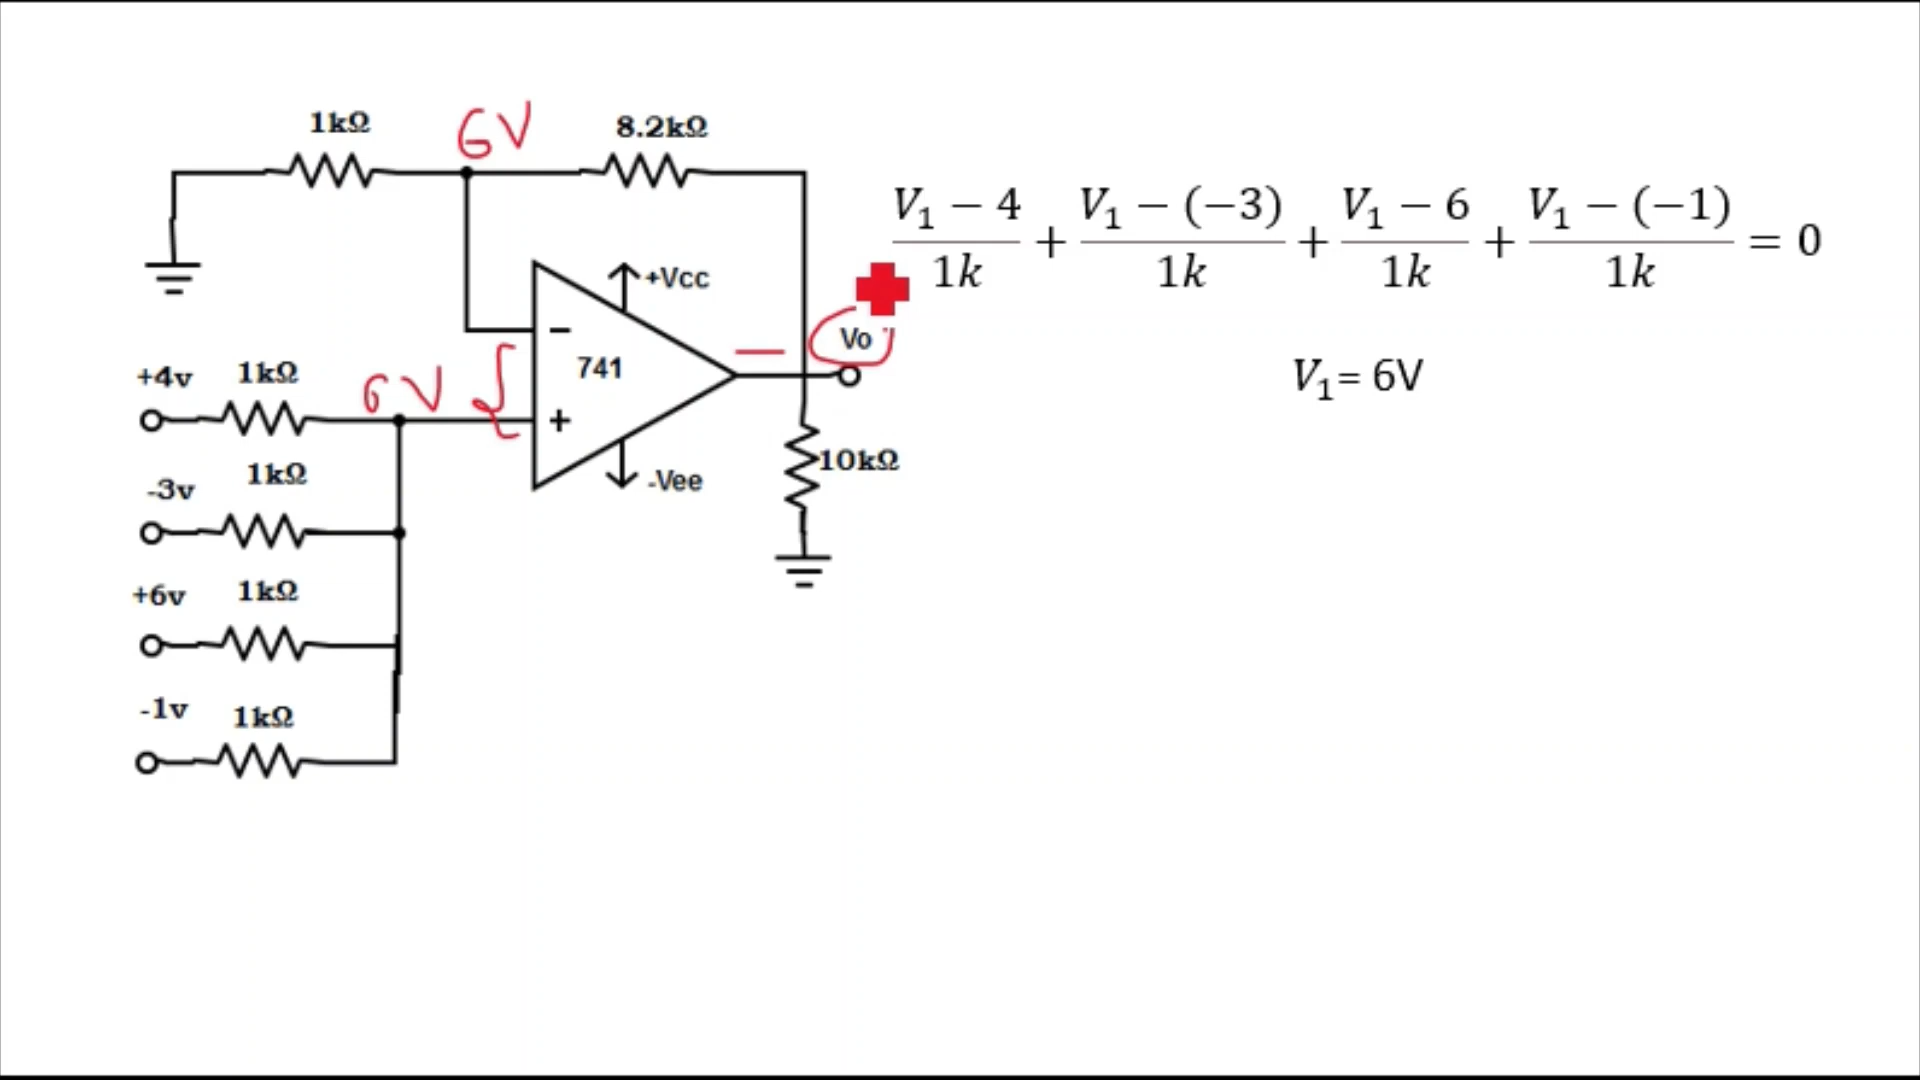 1kΩ
6V
8.2kΩ
+Vcc
− 741 +
-Vee
Vo
10kΩ
6V
+4v 1kΩ
-3v 1kΩ
+6v 1kΩ
-1v 1kΩ
(V₁ − 4)/1k + (V₁ − (−3))/1k + (V₁ − 6)/1k + (V₁ − (−1))/1k = 0
V₁= 6V